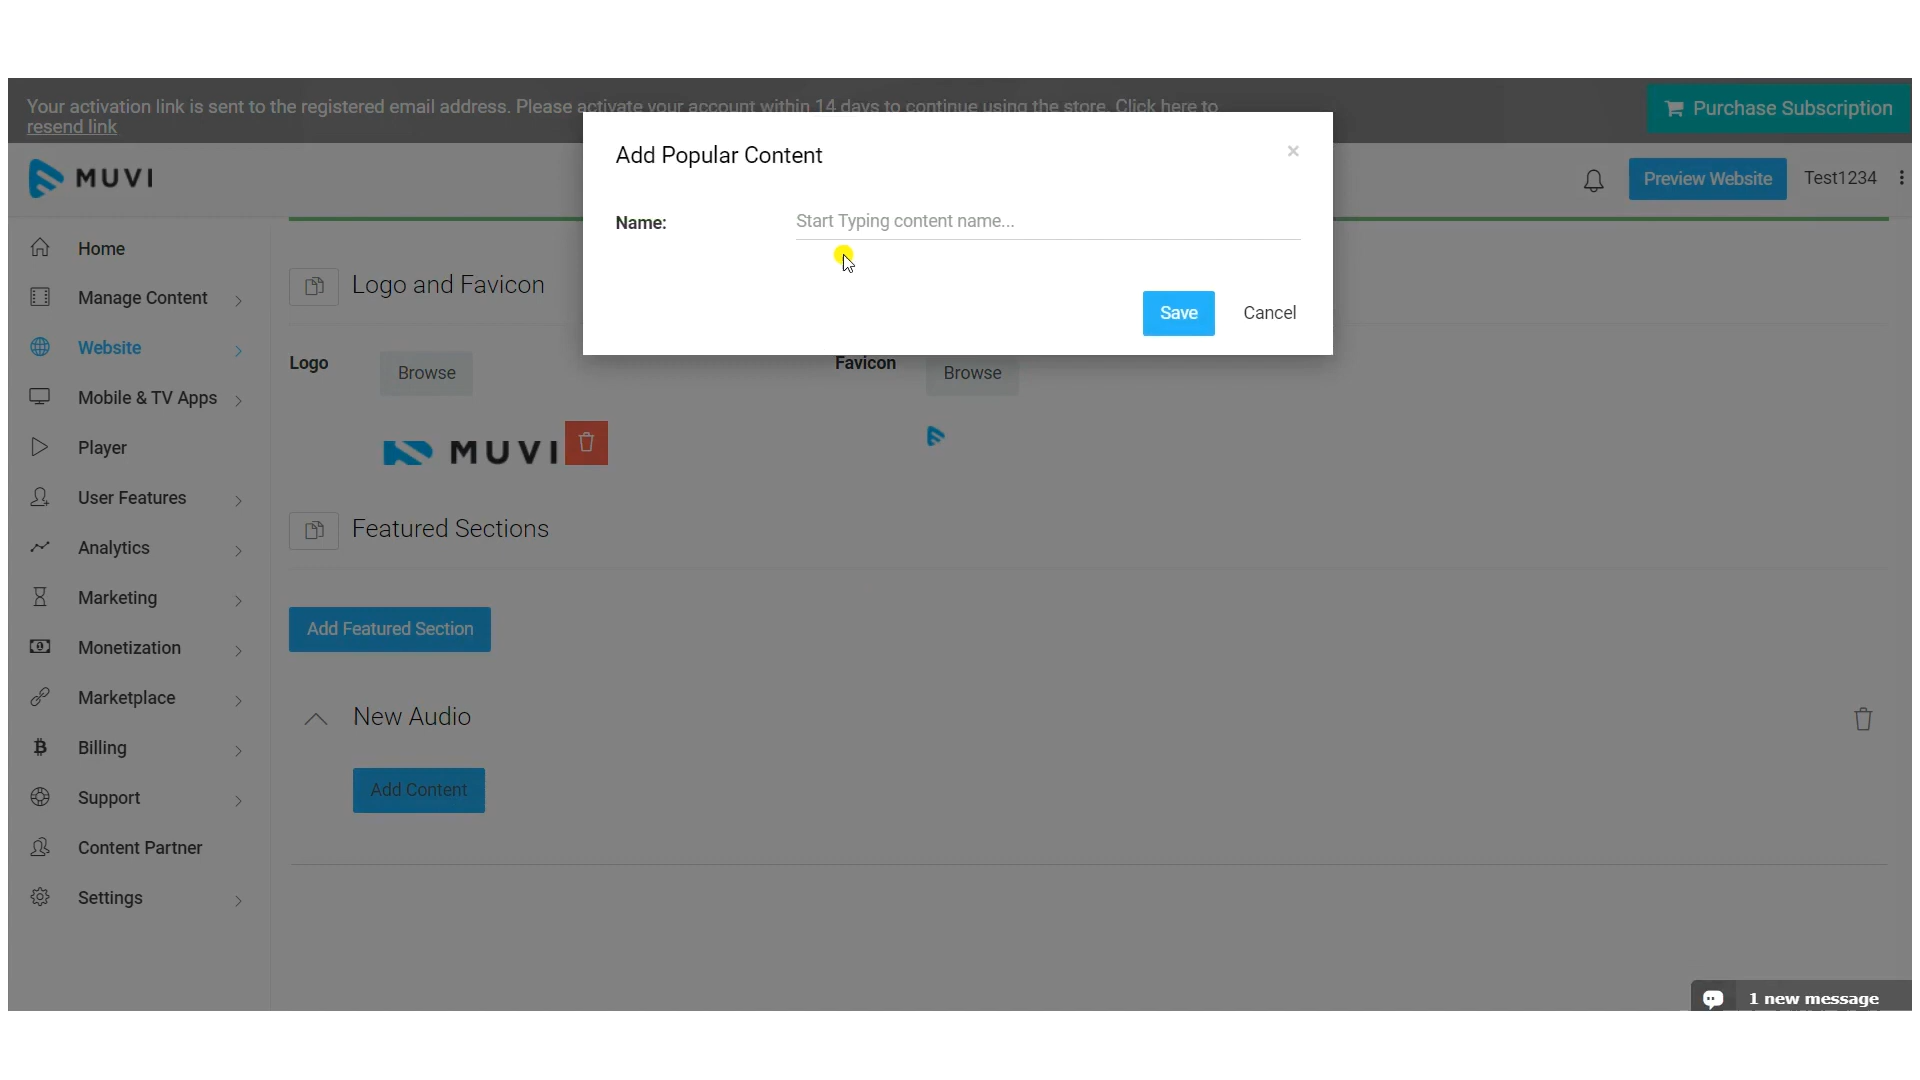 Your activation link is sent to the registered email address. Please activate your account within 14 days to continue using the store. Click here to
resend link
Purchase Subscription
MUVI
Preview Website
Test1234
Add Popular Content
×
Name:
Start Typing content name...
Save
Cancel
Home
Manage Content
Website
Mobile & TV Apps
Player
User Features
Analytics
Marketing
Monetization
Marketplace
Billing
Support
Content Partner
Settings
Logo and Favicon
Logo
Browse
Favicon
Browse
MUVI
Featured Sections
Add Featured Section
New Audio
Add Content
1 new message